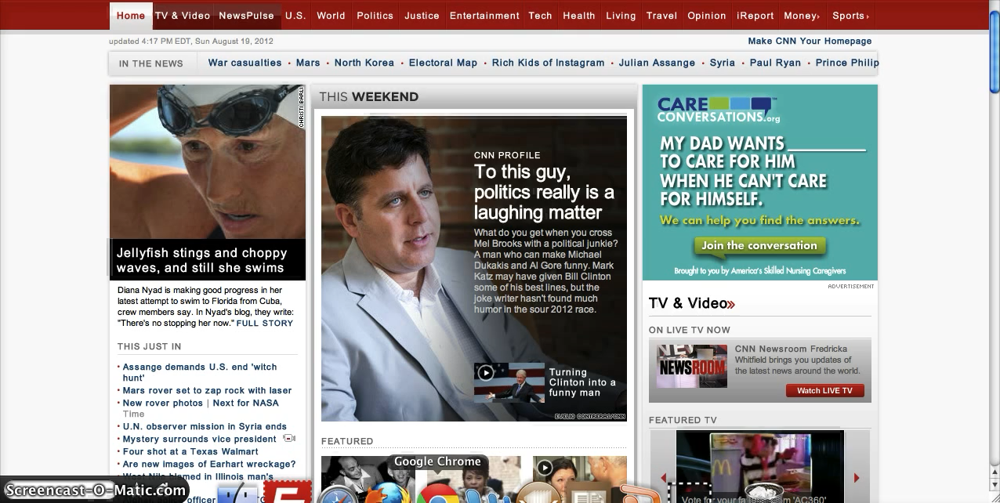 Home TV & Video NewsPulse U.S. World Politics Justice Entertainment Tech Health Living Travel Opinion iReport Money Sports
updated 4:17 PM EDT, Sun August 19, 2012
Make CNN Your Homepage
IN THE NEWS War casualties • Mars • North Korea • Electoral Map • Rich Kids of Instagram • Julian Assange • Syria • Paul Ryan • Prince Philip
CHRISTI BARLI
Jellyfish stings and choppy
waves, and still she swims
Diana Nyad is making good progress in her
latest attempt to swim to Florida from Cuba,
crew members say. In Nyad's blog, they write:
"There's no stopping her now." FULL STORY
THIS JUST IN
• Assange demands U.S. end 'witch
hunt'
• Mars rover set to zap rock with laser
• New rover photos | Next for NASA
Time
• U.N. observer mission in Syria ends
• Mystery surrounds vice president
• Four shot at a Texas Walmart
• Are new images of Earhart wreckage?
• West Nile blamed in Illinois man's
officer
THIS WEEKEND
CNN PROFILE
To this guy,
politics really is a
laughing matter
What do you get when you cross
Mel Brooks with a political junkie?
A man who can make Michael
Dukakis and Al Gore funny. Mark
Katz may have given Bill Clinton
some of his best lines, but the
joke writer hasn't found much
humor in the sour 2012 race.
Turning
Clinton into a
funny man
EVELIO CONTRERAS/CNN
FEATURED
Google Chrome
CARE
CONVERSATIONS.org
™
MY DAD WANTS ________
TO CARE FOR HIM
WHEN HE CAN'T CARE
FOR HIMSELF.
We can help you find the answers.
Join the conversation
Brought to you by America's Skilled Nursing Caregivers
ADVERTISEMENT
TV & Video»
ON LIVE TV NOW
NEWSROOM
CNN Newsroom Fredricka
Whitfield brings you updates of
the latest news around the world.
Watch LIVE TV
FEATURED TV
Vote for your fa m 'AC360'
Screencast-O-Matic.com